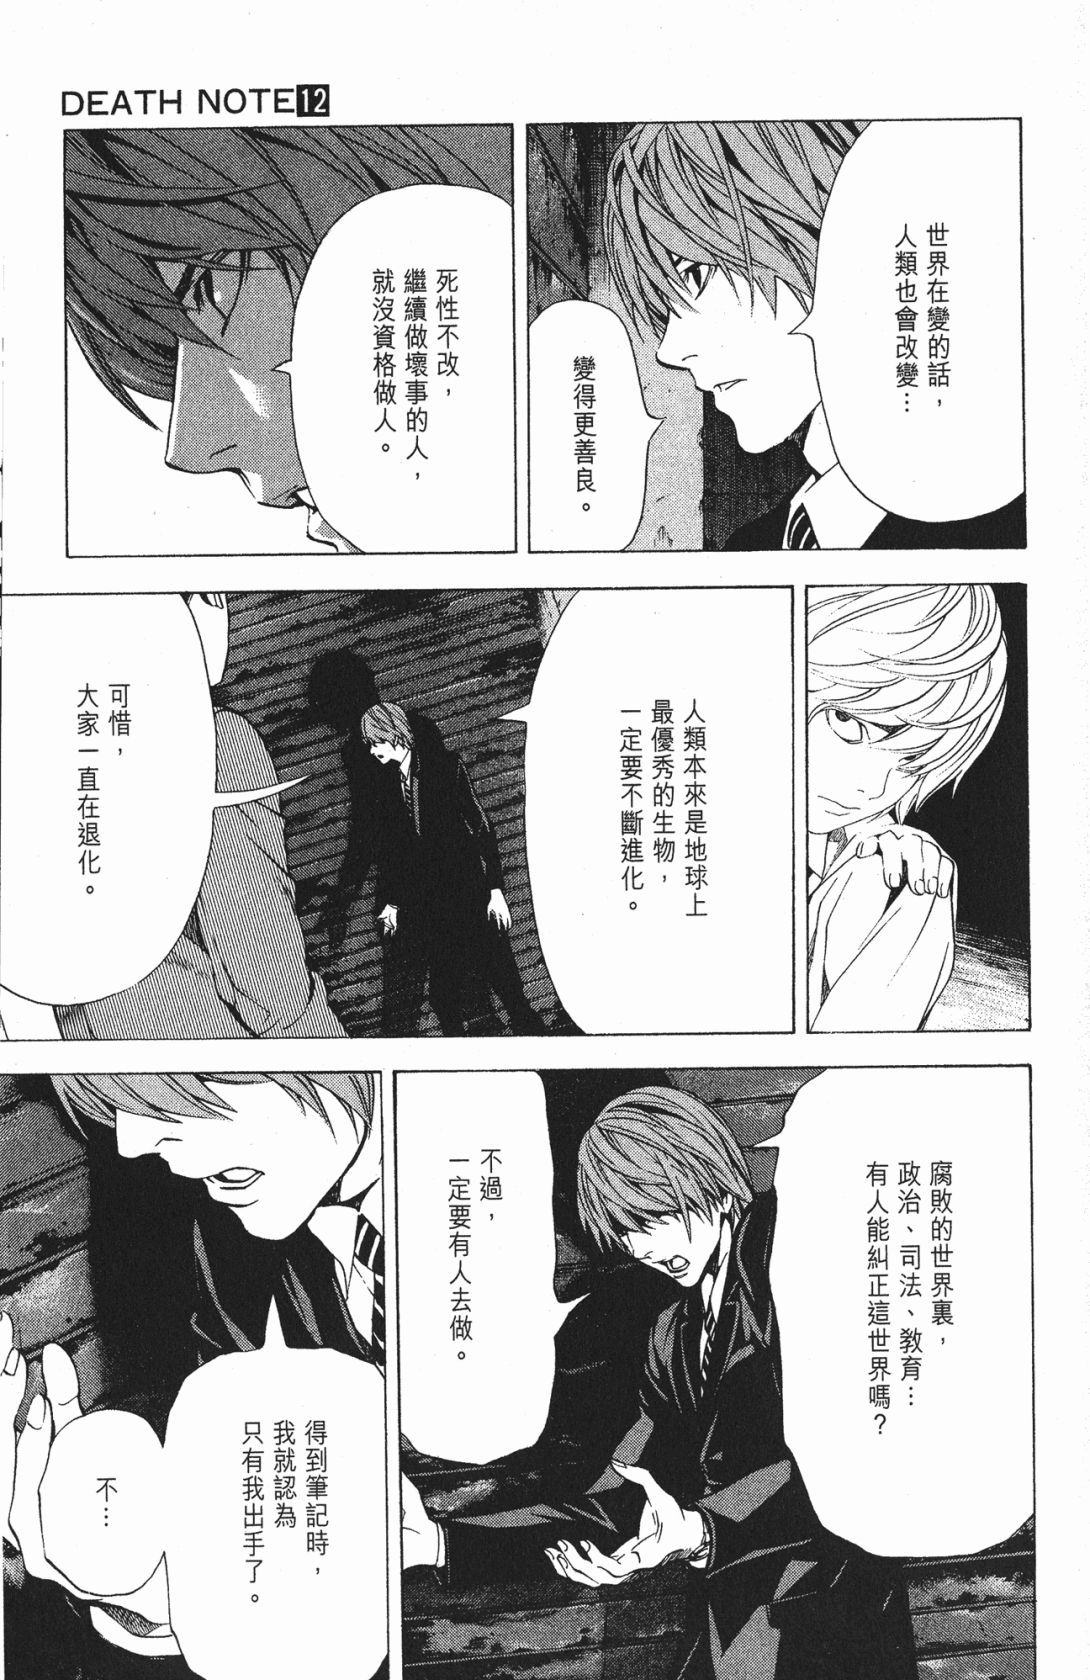 DEATH NOTE 12
世界在變的話，
人類也會改變…
變得更善良。
死性不改，
繼續做壞事的人，
就沒資格做人。
人類本來是地球上
最優秀的生物，
一定要不斷進化。
可惜，
大家一直在退化。
腐敗的世界裏，
政治、司法、教育…
有人能糾正這世界嗎？
不過，
一定要有人去做。
得到筆記時，
我就認為
只有我出手了。
不…